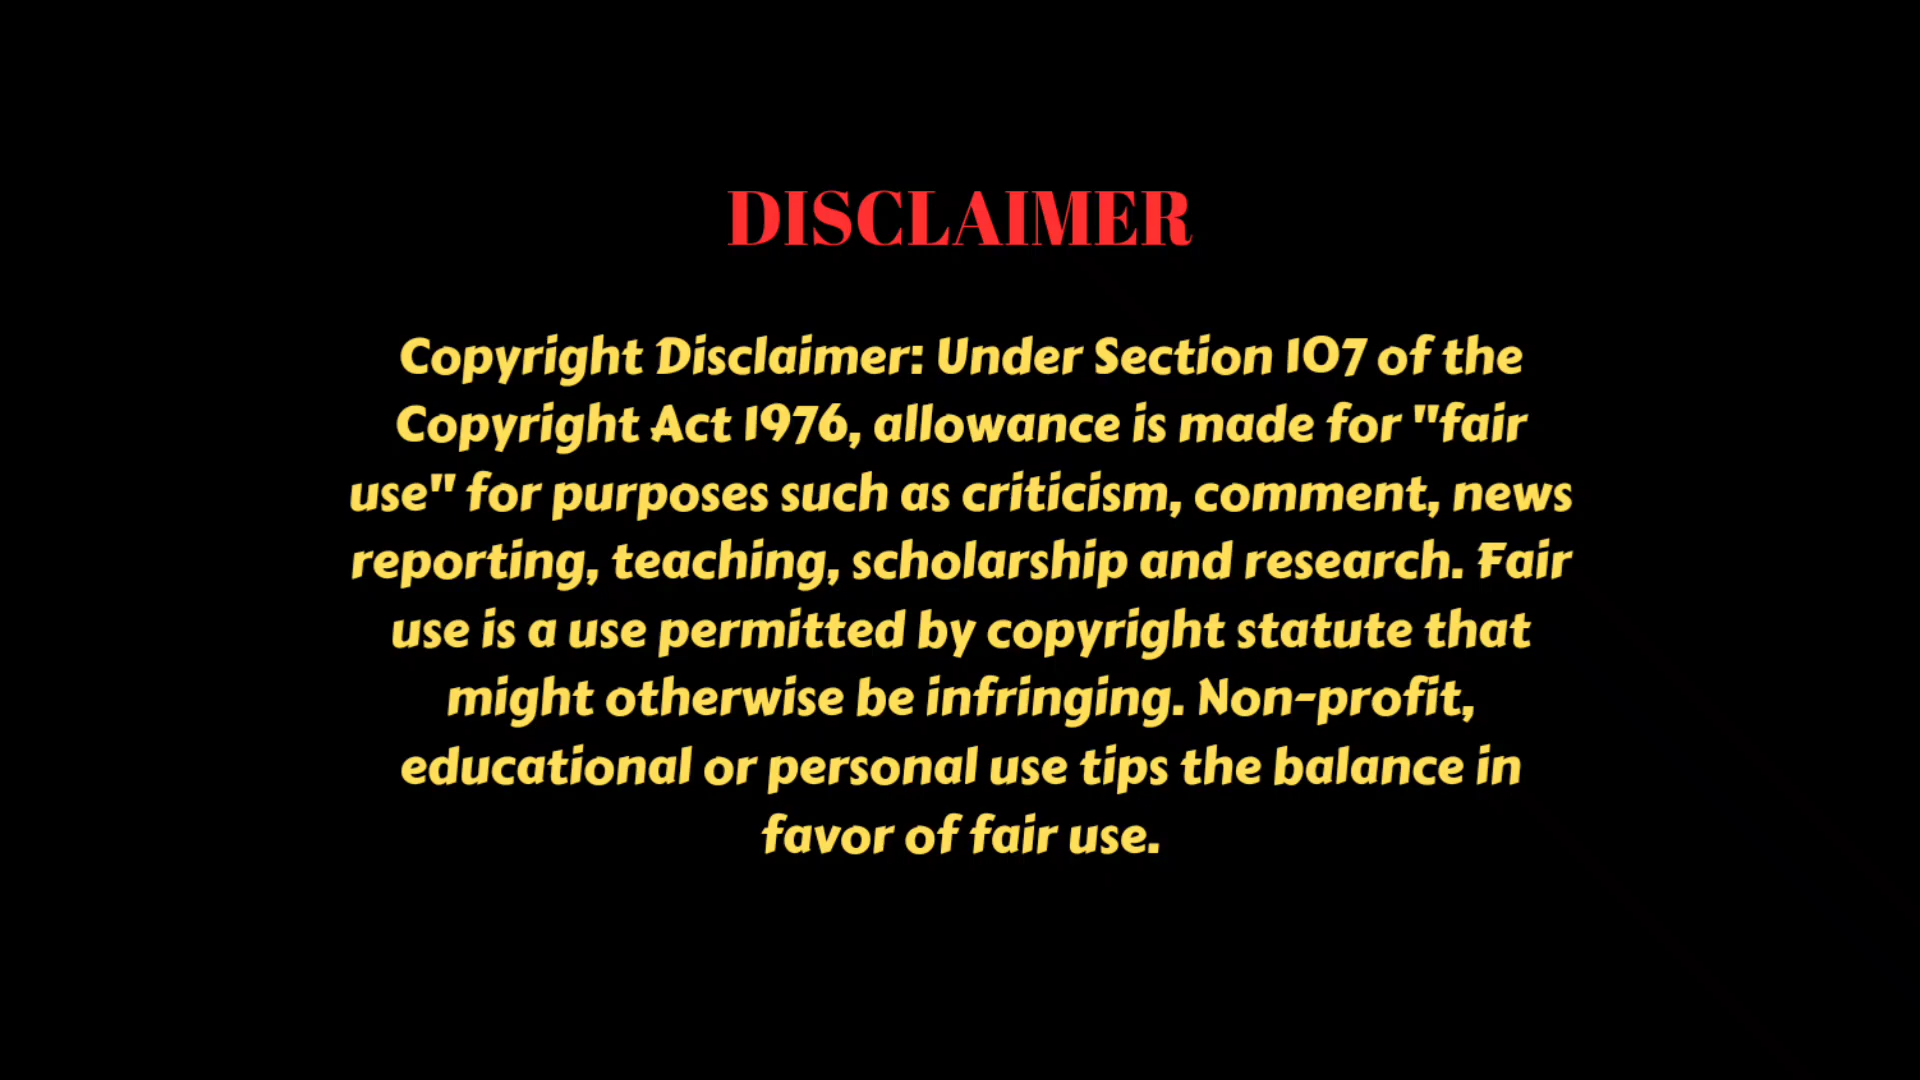 DISCLAIMER
Copyright Disclaimer: Under Section 107 of the
Copyright Act 1976, allowance is made for "fair
use" for purposes such as criticism, comment, news
reporting, teaching, scholarship and research. Fair
use is a use permitted by copyright statute that
might otherwise be infringing. Non-profit,
educational or personal use tips the balance in
favor of fair use.